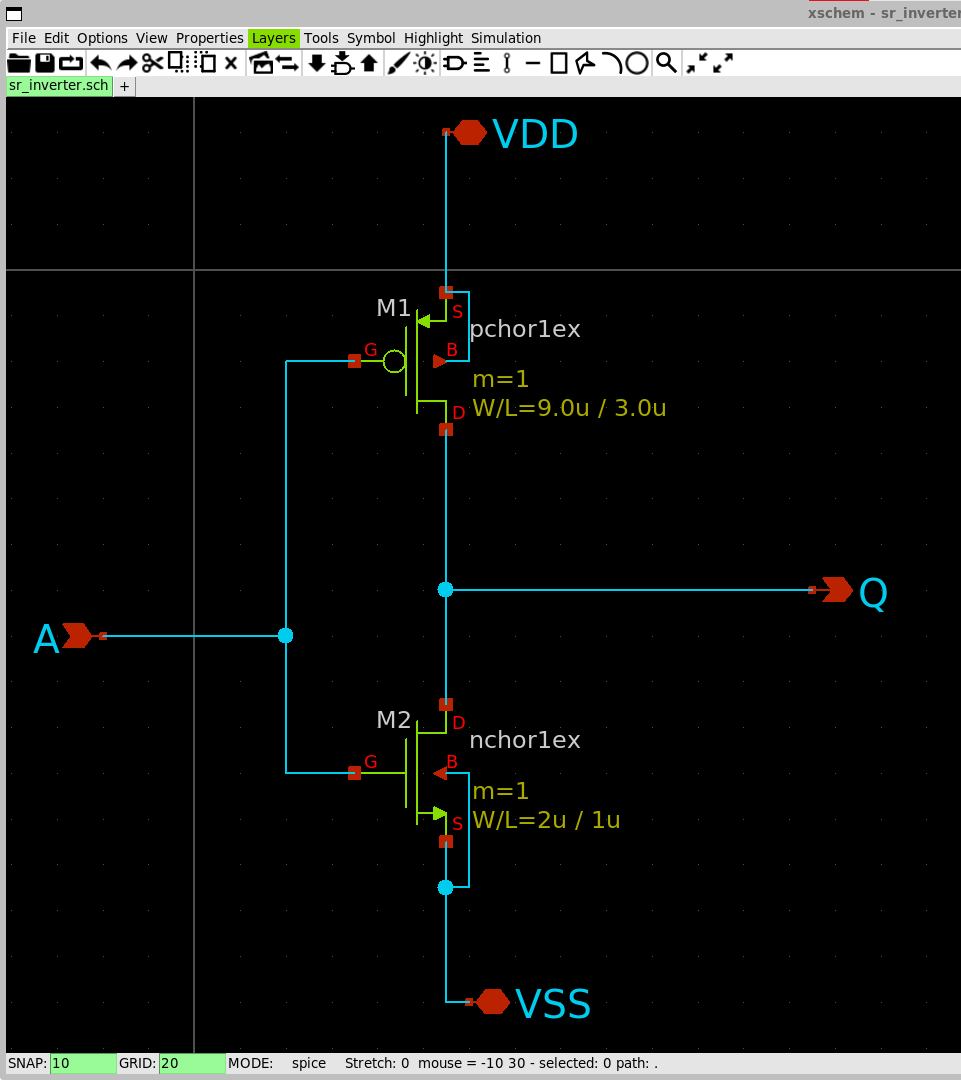 xschem - sr_inverter
File Edit Options View Properties Layers Tools Symbol Highlight Simulation
sr_inverter.sch +
VDD
M1
S
pchor1ex
G
B
m=1
D
W/L=9.0u / 3.0u
Q
A
M2
D
nchor1ex
G
B
m=1
S
W/L=2u / 1u
VSS
SNAP: 10 GRID: 20 MODE: spice Stretch: 0 mouse = -10 30 - selected: 0 path: .